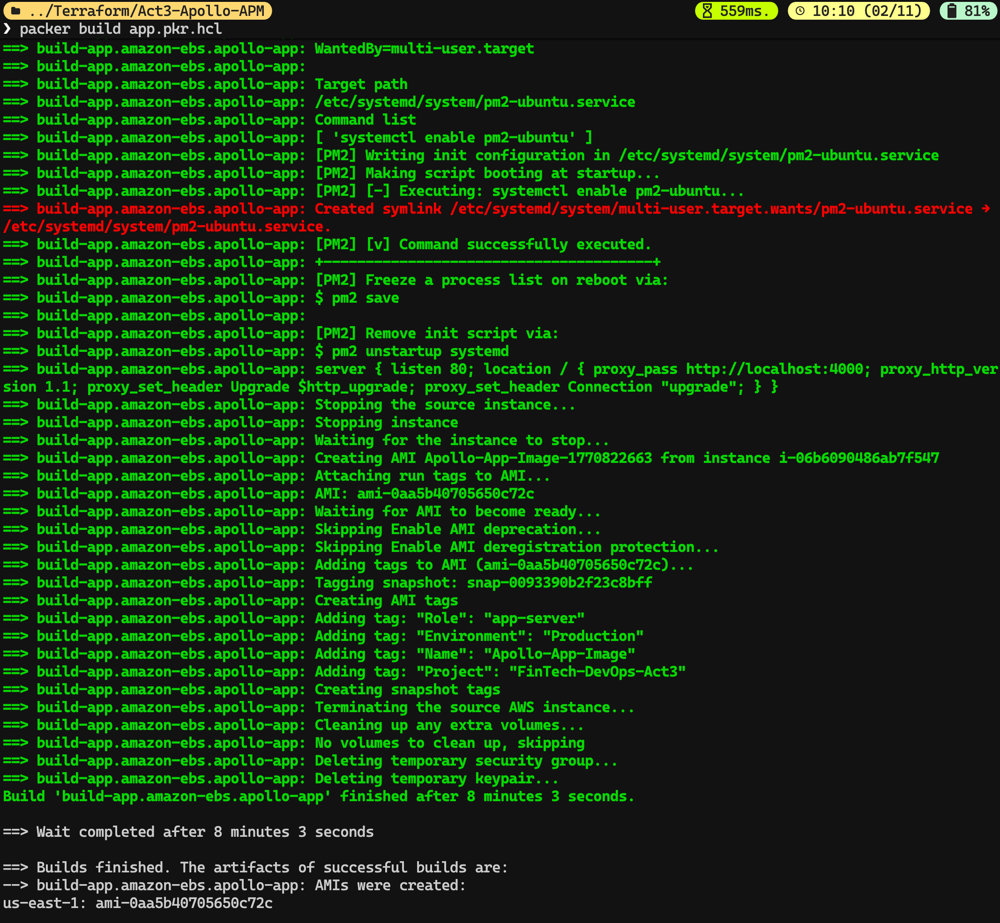 ../Terraform/Act3-Apollo-APM 559ms. 10:10 (02/11) 81%
❯ packer build app.pkr.hcl
==> build-app.amazon-ebs.apollo-app: WantedBy=multi-user.target
==> build-app.amazon-ebs.apollo-app:
==> build-app.amazon-ebs.apollo-app: Target path
==> build-app.amazon-ebs.apollo-app: /etc/systemd/system/pm2-ubuntu.service
==> build-app.amazon-ebs.apollo-app: Command list
==> build-app.amazon-ebs.apollo-app: [ 'systemctl enable pm2-ubuntu' ]
==> build-app.amazon-ebs.apollo-app: [PM2] Writing init configuration in /etc/systemd/system/pm2-ubuntu.service
==> build-app.amazon-ebs.apollo-app: [PM2] Making script booting at startup...
==> build-app.amazon-ebs.apollo-app: [PM2] [-] Executing: systemctl enable pm2-ubuntu...
==> build-app.amazon-ebs.apollo-app: Created symlink /etc/systemd/system/multi-user.target.wants/pm2-ubuntu.service →
/etc/systemd/system/pm2-ubuntu.service.
==> build-app.amazon-ebs.apollo-app: [PM2] [v] Command successfully executed.
==> build-app.amazon-ebs.apollo-app: +---------------------------------------+
==> build-app.amazon-ebs.apollo-app: [PM2] Freeze a process list on reboot via:
==> build-app.amazon-ebs.apollo-app: $ pm2 save
==> build-app.amazon-ebs.apollo-app:
==> build-app.amazon-ebs.apollo-app: [PM2] Remove init script via:
==> build-app.amazon-ebs.apollo-app: $ pm2 unstartup systemd
==> build-app.amazon-ebs.apollo-app: server { listen 80; location / { proxy_pass http://localhost:4000; proxy_http_ver
sion 1.1; proxy_set_header Upgrade $http_upgrade; proxy_set_header Connection "upgrade"; } }
==> build-app.amazon-ebs.apollo-app: Stopping the source instance...
==> build-app.amazon-ebs.apollo-app: Stopping instance
==> build-app.amazon-ebs.apollo-app: Waiting for the instance to stop...
==> build-app.amazon-ebs.apollo-app: Creating AMI Apollo-App-Image-1770822663 from instance i-06b6090486ab7f547
==> build-app.amazon-ebs.apollo-app: Attaching run tags to AMI...
==> build-app.amazon-ebs.apollo-app: AMI: ami-0aa5b40705650c72c
==> build-app.amazon-ebs.apollo-app: Waiting for AMI to become ready...
==> build-app.amazon-ebs.apollo-app: Skipping Enable AMI deprecation...
==> build-app.amazon-ebs.apollo-app: Skipping Enable AMI deregistration protection...
==> build-app.amazon-ebs.apollo-app: Adding tags to AMI (ami-0aa5b40705650c72c)...
==> build-app.amazon-ebs.apollo-app: Tagging snapshot: snap-0093390b2f23c8bff
==> build-app.amazon-ebs.apollo-app: Creating AMI tags
==> build-app.amazon-ebs.apollo-app: Adding tag: "Role": "app-server"
==> build-app.amazon-ebs.apollo-app: Adding tag: "Environment": "Production"
==> build-app.amazon-ebs.apollo-app: Adding tag: "Name": "Apollo-App-Image"
==> build-app.amazon-ebs.apollo-app: Adding tag: "Project": "FinTech-DevOps-Act3"
==> build-app.amazon-ebs.apollo-app: Creating snapshot tags
==> build-app.amazon-ebs.apollo-app: Terminating the source AWS instance...
==> build-app.amazon-ebs.apollo-app: Cleaning up any extra volumes...
==> build-app.amazon-ebs.apollo-app: No volumes to clean up, skipping
==> build-app.amazon-ebs.apollo-app: Deleting temporary security group...
==> build-app.amazon-ebs.apollo-app: Deleting temporary keypair...
Build 'build-app.amazon-ebs.apollo-app' finished after 8 minutes 3 seconds.
==> Wait completed after 8 minutes 3 seconds
==> Builds finished. The artifacts of successful builds are:
--> build-app.amazon-ebs.apollo-app: AMIs were created:
us-east-1: ami-0aa5b40705650c72c